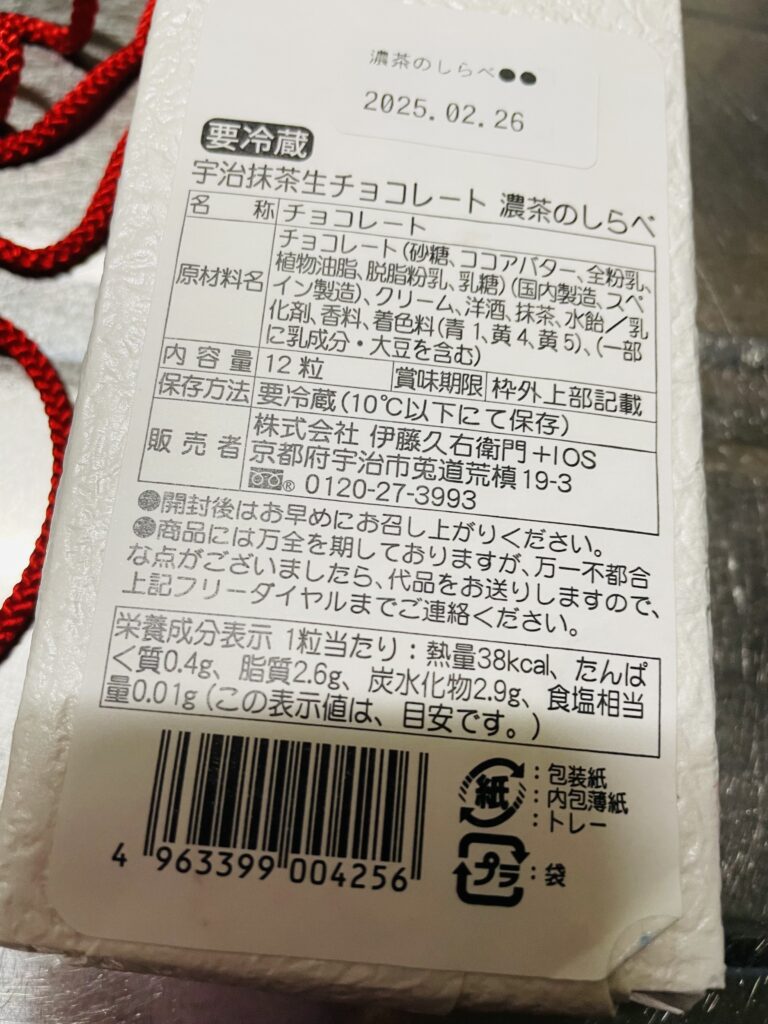 濃茶のしらべ●●
2025.02.26
要冷蔵
宇治抹茶生チョコレート 濃茶のしらべ
名称 チョコレート
原材料名 チョコレート(砂糖、ココアバター、全粉乳、
植物油脂、脱脂粉乳、乳糖)(国内製造、スペ
イン製造)、クリーム、洋酒、抹茶、水飴／乳
化剤、香料、着色料(青1、黄4、黄5)、(一部
に乳成分・大豆を含む)
内容量 12粒 賞味期限 枠外上部記載
保存方法 要冷蔵(10℃以下にて保存)
販売者 株式会社 伊藤久右衛門+IOS
京都府宇治市莵道荒槙19-3
® 0120-27-3993
●開封後はお早めにお召し上がりください。
●商品には万全を期しておりますが、万一不都合
な点がございましたら、代品をお送りしますので、
上記フリーダイヤルまでご連絡ください。
栄養成分表示 1粒当たり：熱量38kcal、たんぱ
く質0.4g、脂質2.6g、炭水化物2.9g、食塩相当
量0.01g(この表示値は、目安です。)
紙：包装紙
：内包薄紙
：トレー
プラ：袋
4 963399 004256